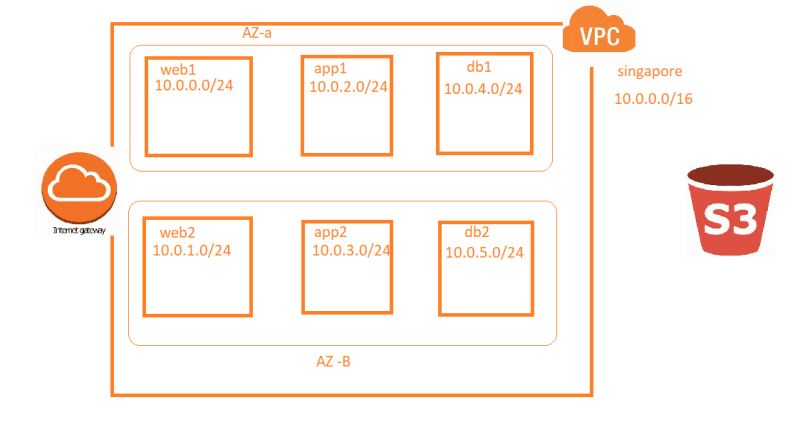 AZ-a
VPC
web1
10.0.0.0/24
app1
10.0.2.0/24
db1
10.0.4.0/24
singapore
10.0.0.0/16
Internet gateway
S3
web2
10.0.1.0/24
app2
10.0.3.0/24
db2
10.0.5.0/24
AZ -B